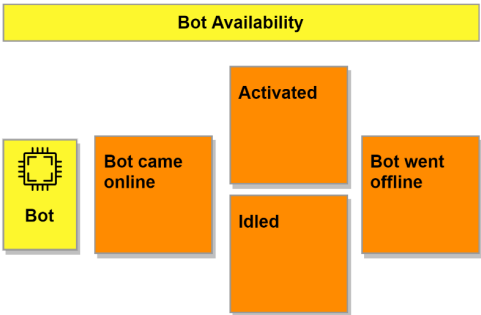 Bot Availability
Bot
Bot came
online
Activated
Idled
Bot went
offline